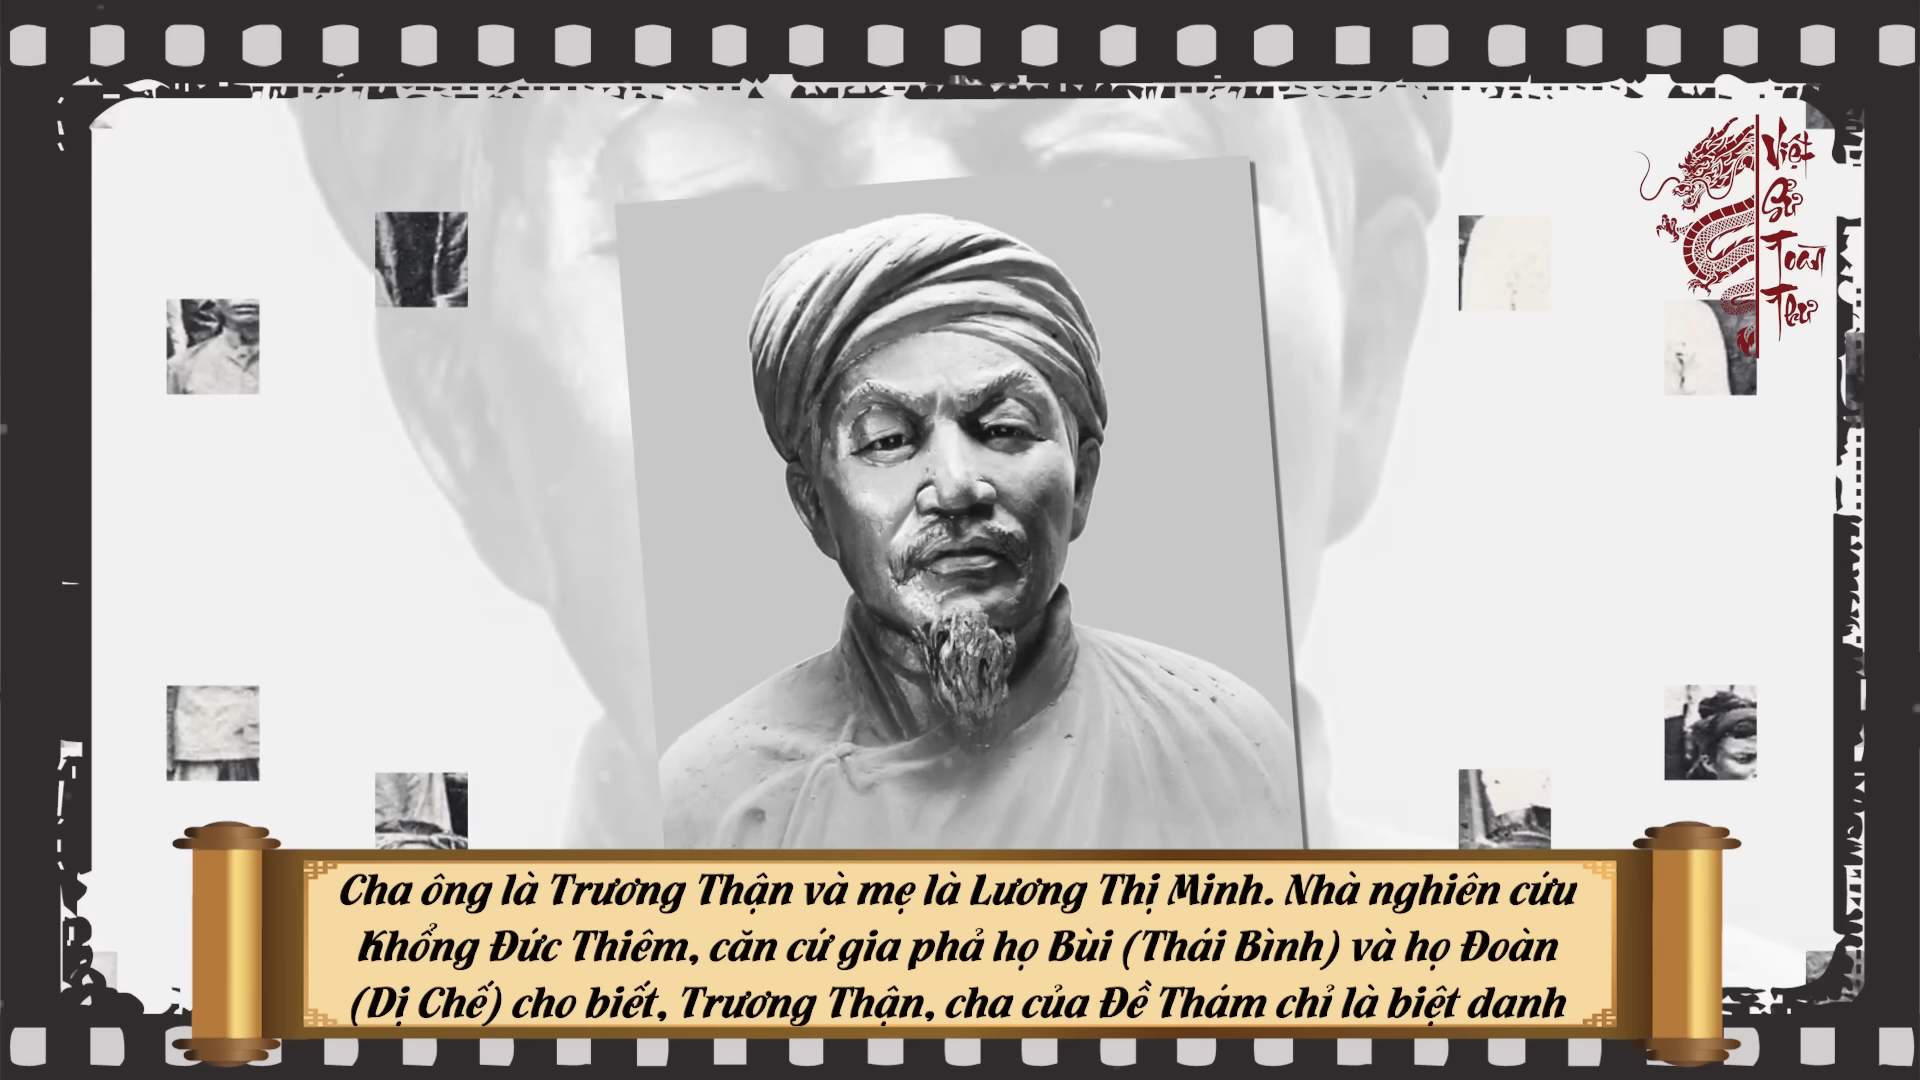 Việt
Sử
Toàn
Thư
Cha ông là Trương Thận và mẹ là Lương Thị Minh. Nhà nghiên cứu
Khổng Đức Thiêm, căn cứ gia phả họ Bùi (Thái Bình) và họ Đoàn
(Dị Chế) cho biết, Trương Thận, cha của Đề Thám chỉ là biệt danh